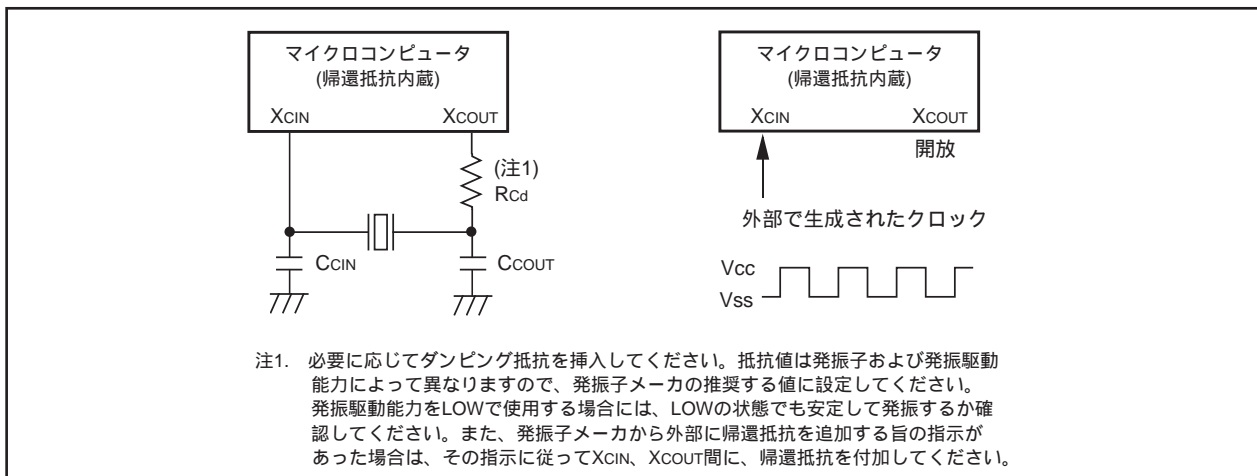 マイクロコンピュータ
(帰還抵抗内蔵)
XCIN XCOUT
(注1)
RCd
CCIN CCOUT
マイクロコンピュータ
(帰還抵抗内蔵)
XCIN XCOUT
開放
外部で生成されたクロック
Vcc
Vss
注1. 必要に応じてダンピング抵抗を挿入してください。抵抗値は発振子および発振駆動
能力によって異なりますので、発振子メーカの推奨する値に設定してください。
発振駆動能力をLOWで使用する場合には、LOWの状態でも安定して発振するか確
認してください。また、発振子メーカから外部に帰還抵抗を追加する旨の指示が
あった場合は、その指示に従ってXCIN、XCOUT間に、帰還抵抗を付加してください。